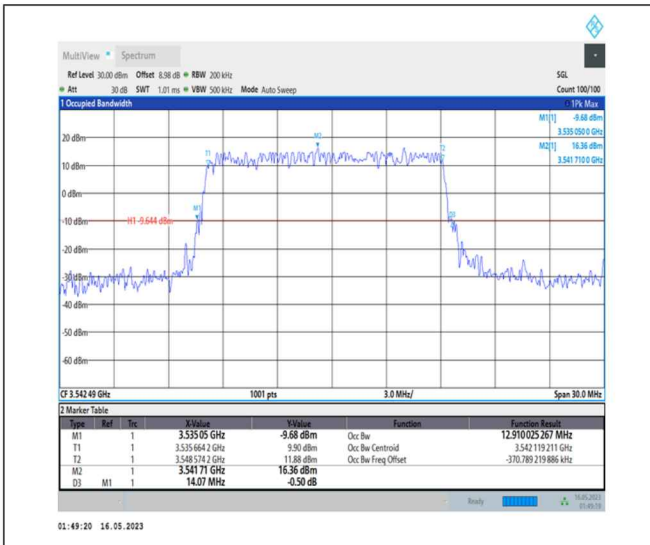 MultiView Spectrum
Ref Level 30.00 dBm Offset 8.98 dB RBW 200 kHz SGL
Att 30 dB SWT 1.01 ms VBW 500 kHz Mode Auto Sweep Count 100/100
1 Occupied Bandwidth 1Pk Max
M1[1] -9.68 dBm
3.535 050 0 GHz
20 dBm
M2[1] 16.36 dBm
3.541 710 0 GHz
M2
T1 T2
10 dBm
0 dBm
M1
D3
-10 dBm
H1 -9.644 dBm
-20 dBm
-30 dBm
-40 dBm
-50 dBm
-60 dBm
CF 3.542 49 GHz 1001 pts 3.0 MHz/ Span 30.0 MHz
2 Marker Table
Type Ref Trc X-Value Y-Value Function Function Result
M1 1 3.535 05 GHz -9.68 dBm Occ Bw 12.910 025 267 MHz
T1 1 3.535 664 2 GHz 9.90 dBm Occ Bw Centroid 3.542 119 211 GHz
T2 1 3.548 574 2 GHz 11.88 dBm Occ Bw Freq Offset -370.789 219 886 kHz
M2 1 3.541 71 GHz 16.36 dBm
D3 M1 1 14.07 MHz -0.50 dB
Ready 16.05.2023
01:49:19
01:49:20 16.05.2023